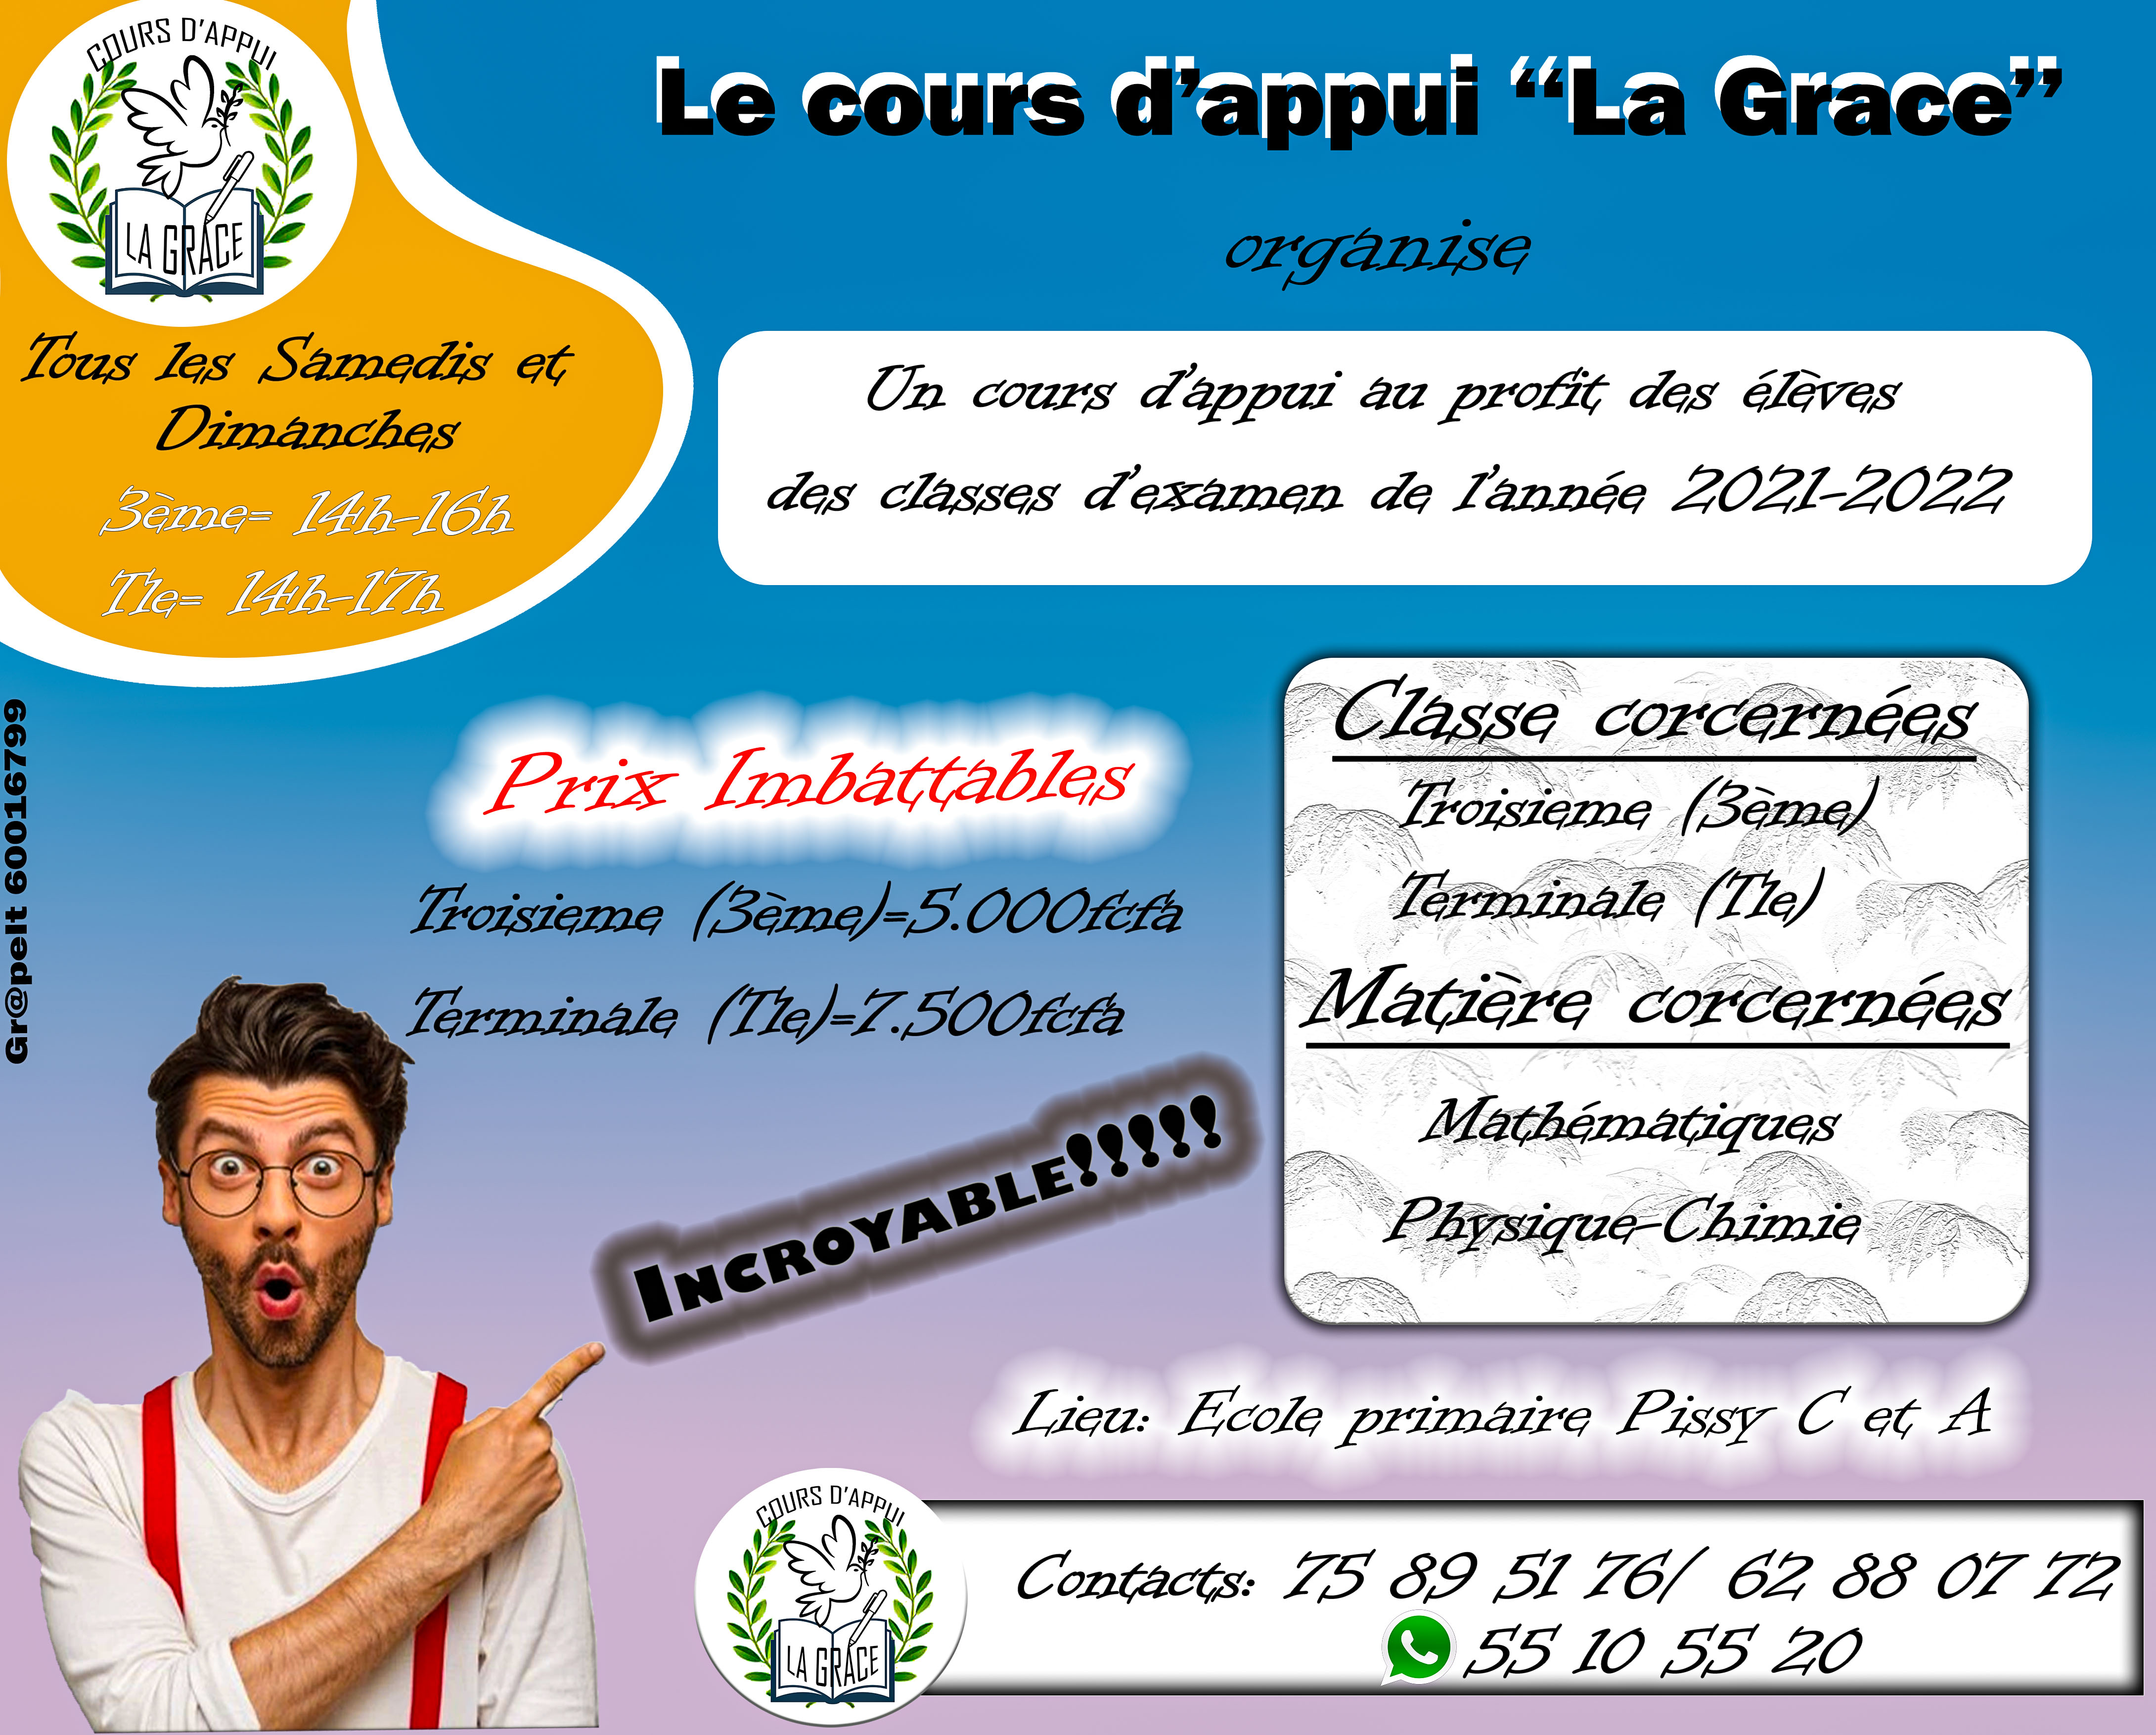 COURS D'APPUI
LA GRACE
Tous les Samedis et
Dimanches
3ème= 14h-16h
Tle= 14h-17h
Le cours d'appui “La Grace”
organise
Un cours d'appui au profit des élèves
des classes d'examen de l'année 2021-2022
Gr@pelt 60016799
Prix Imbattables
Troisieme (3ème)=5.000fcfa
Terminale (Tle)=7.500fcfa
INCROYABLE!!!!!
Classe corcernées
Troisieme (3ème)
Terminale (Tle)
Matière corcernées
Mathématiques
Physique-Chimie
Lieu: Ecole primaire Pissy C et A
COURS D'APPUI
LA GRACE
Contacts: 75 89 51 76/ 62 88 07 72
55 10 55 20